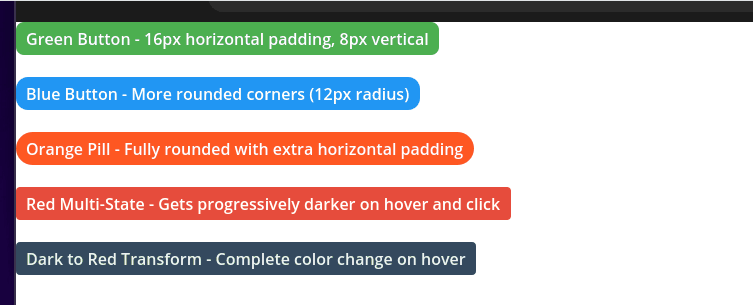 Green Button - 16px horizontal padding, 8px vertical
Blue Button - More rounded corners (12px radius)
Orange Pill - Fully rounded with extra horizontal padding
Red Multi-State - Gets progressively darker on hover and click
Dark to Red Transform - Complete color change on hover